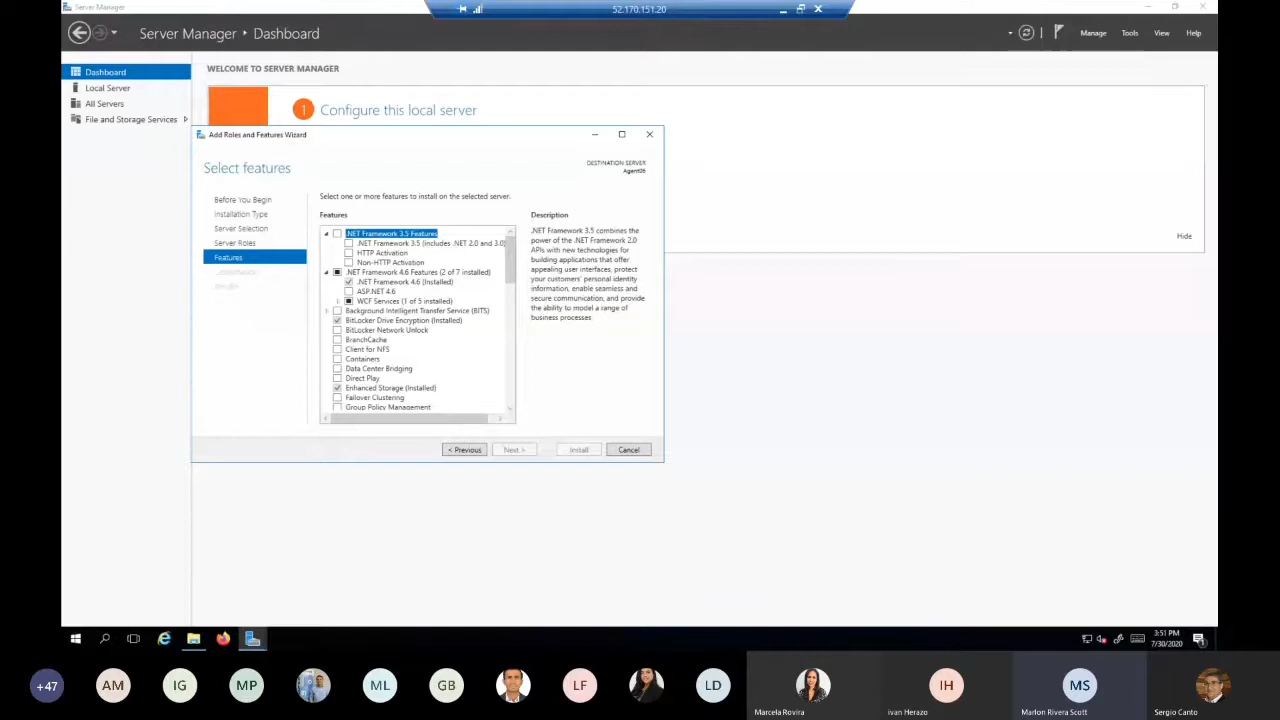 Server Manager
52.170.151.20
Server Manager • Dashboard
Manage
Tools
View
Help
Dashboard
Local Server
All Servers
File and Storage Services
WELCOME TO SERVER MANAGER
1 Configure this local server
Hide
Add Roles and Features Wizard
Select features
DESTINATION SERVER
Agent06
Before You Begin
Installation Type
Server Selection
Server Roles
Features
Confirmation
Results
Select one or more features to install on the selected server.
Features
.NET Framework 3.5 Features
.NET Framework 3.5 (includes .NET 2.0 and 3.0)
HTTP Activation
Non-HTTP Activation
.NET Framework 4.6 Features (2 of 7 installed)
.NET Framework 4.6 (Installed)
ASP.NET 4.6
WCF Services (1 of 5 installed)
Background Intelligent Transfer Service (BITS)
BitLocker Drive Encryption (Installed)
BitLocker Network Unlock
BranchCache
Client for NFS
Containers
Data Center Bridging
Direct Play
Enhanced Storage (Installed)
Failover Clustering
Group Policy Management
Description
.NET Framework 3.5 combines the
power of the .NET Framework 2.0
APIs with new technologies for
building applications that offer
appealing user interfaces, protect
your customers' personal identity
information, enable seamless and
secure communication, and provide
the ability to model a range of
business processes.
< Previous
Next >
Install
Cancel
3:51 PM
7/30/2020
1
+47
AM
IG
MP
ML
GB
LF
LD
IH
MS
Marcela Rovira
ivan Herazo
Marlon Rivera Scott
Sergio Canto